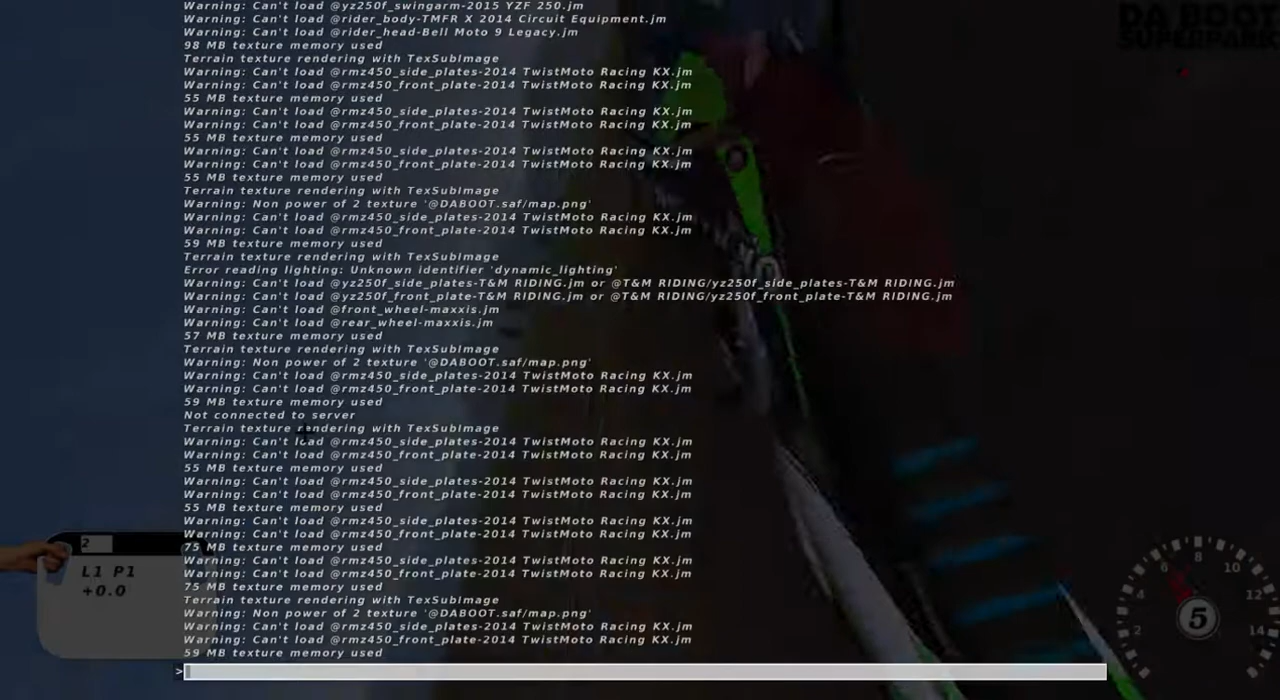 Warning: Can't load @yz250f_swingarm-2015 YZF 250.jm
Warning: Can't load @rider_body-TMFR X 2014 Circuit Equipment.jm
Warning: Can't load @rider_head-Bell Moto 9 Legacy.jm
98 MB texture memory used
Terrain texture rendering with TexSubImage
Warning: Can't load @rmz450_side_plates-2014 TwistMoto Racing KX.jm
Warning: Can't load @rmz450_front_plate-2014 TwistMoto Racing KX.jm
55 MB texture memory used
Warning: Can't load @rmz450_side_plates-2014 TwistMoto Racing KX.jm
Warning: Can't load @rmz450_front_plate-2014 TwistMoto Racing KX.jm
55 MB texture memory used
Warning: Can't load @rmz450_side_plates-2014 TwistMoto Racing KX.jm
Warning: Can't load @rmz450_front_plate-2014 TwistMoto Racing KX.jm
55 MB texture memory used
Terrain texture rendering with TexSubImage
Warning: Non power of 2 texture '@DABOOT.saf/map.png'
Warning: Can't load @rmz450_side_plates-2014 TwistMoto Racing KX.jm
Warning: Can't load @rmz450_front_plate-2014 TwistMoto Racing KX.jm
59 MB texture memory used
Terrain texture rendering with TexSubImage
Error reading lighting: Unknown identifier 'dynamic_lighting'
Warning: Can't load @yz250f_side_plates-T&M RIDING.jm or @T&M RIDING/yz250f_side_plates-T&M RIDING.jm
Warning: Can't load @yz250f_front_plate-T&M RIDING.jm or @T&M RIDING/yz250f_front_plate-T&M RIDING.jm
Warning: Can't load @front_wheel-maxxis.jm
Warning: Can't load @rear_wheel-maxxis.jm
57 MB texture memory used
Terrain texture rendering with TexSubImage
Warning: Non power of 2 texture '@DABOOT.saf/map.png'
Warning: Can't load @rmz450_side_plates-2014 TwistMoto Racing KX.jm
Warning: Can't load @rmz450_front_plate-2014 TwistMoto Racing KX.jm
59 MB texture memory used
Not connected to server
Terrain texture rendering with TexSubImage
Warning: Can't load @rmz450_side_plates-2014 TwistMoto Racing KX.jm
Warning: Can't load @rmz450_front_plate-2014 TwistMoto Racing KX.jm
55 MB texture memory used
Warning: Can't load @rmz450_side_plates-2014 TwistMoto Racing KX.jm
Warning: Can't load @rmz450_front_plate-2014 TwistMoto Racing KX.jm
55 MB texture memory used
Warning: Can't load @rmz450_side_plates-2014 TwistMoto Racing KX.jm
Warning: Can't load @rmz450_front_plate-2014 TwistMoto Racing KX.jm
75 MB texture memory used
Warning: Can't load @rmz450_side_plates-2014 TwistMoto Racing KX.jm
Warning: Can't load @rmz450_front_plate-2014 TwistMoto Racing KX.jm
75 MB texture memory used
Terrain texture rendering with TexSubImage
Warning: Non power of 2 texture '@DABOOT.saf/map.png'
Warning: Can't load @rmz450_side_plates-2014 TwistMoto Racing KX.jm
Warning: Can't load @rmz450_front_plate-2014 TwistMoto Racing KX.jm
59 MB texture memory used
>
DA BOOT
SUPERPARK
2
L1 P1
+0.0
2 4 6 8 10 12 14
5